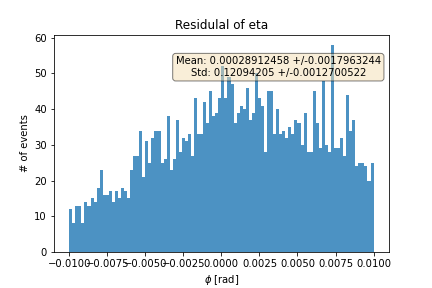 Residulal of eta
60
50
40
30
20
10
0
# of events
Mean: 0.00028912458 +/-0.0017963244
Std: 0.12094205 +/-0.0012700522
−0.0100 −0.0075 −0.0050 −0.0025 0.0000 0.0025 0.0050 0.0075 0.0100
ϕ [rad]